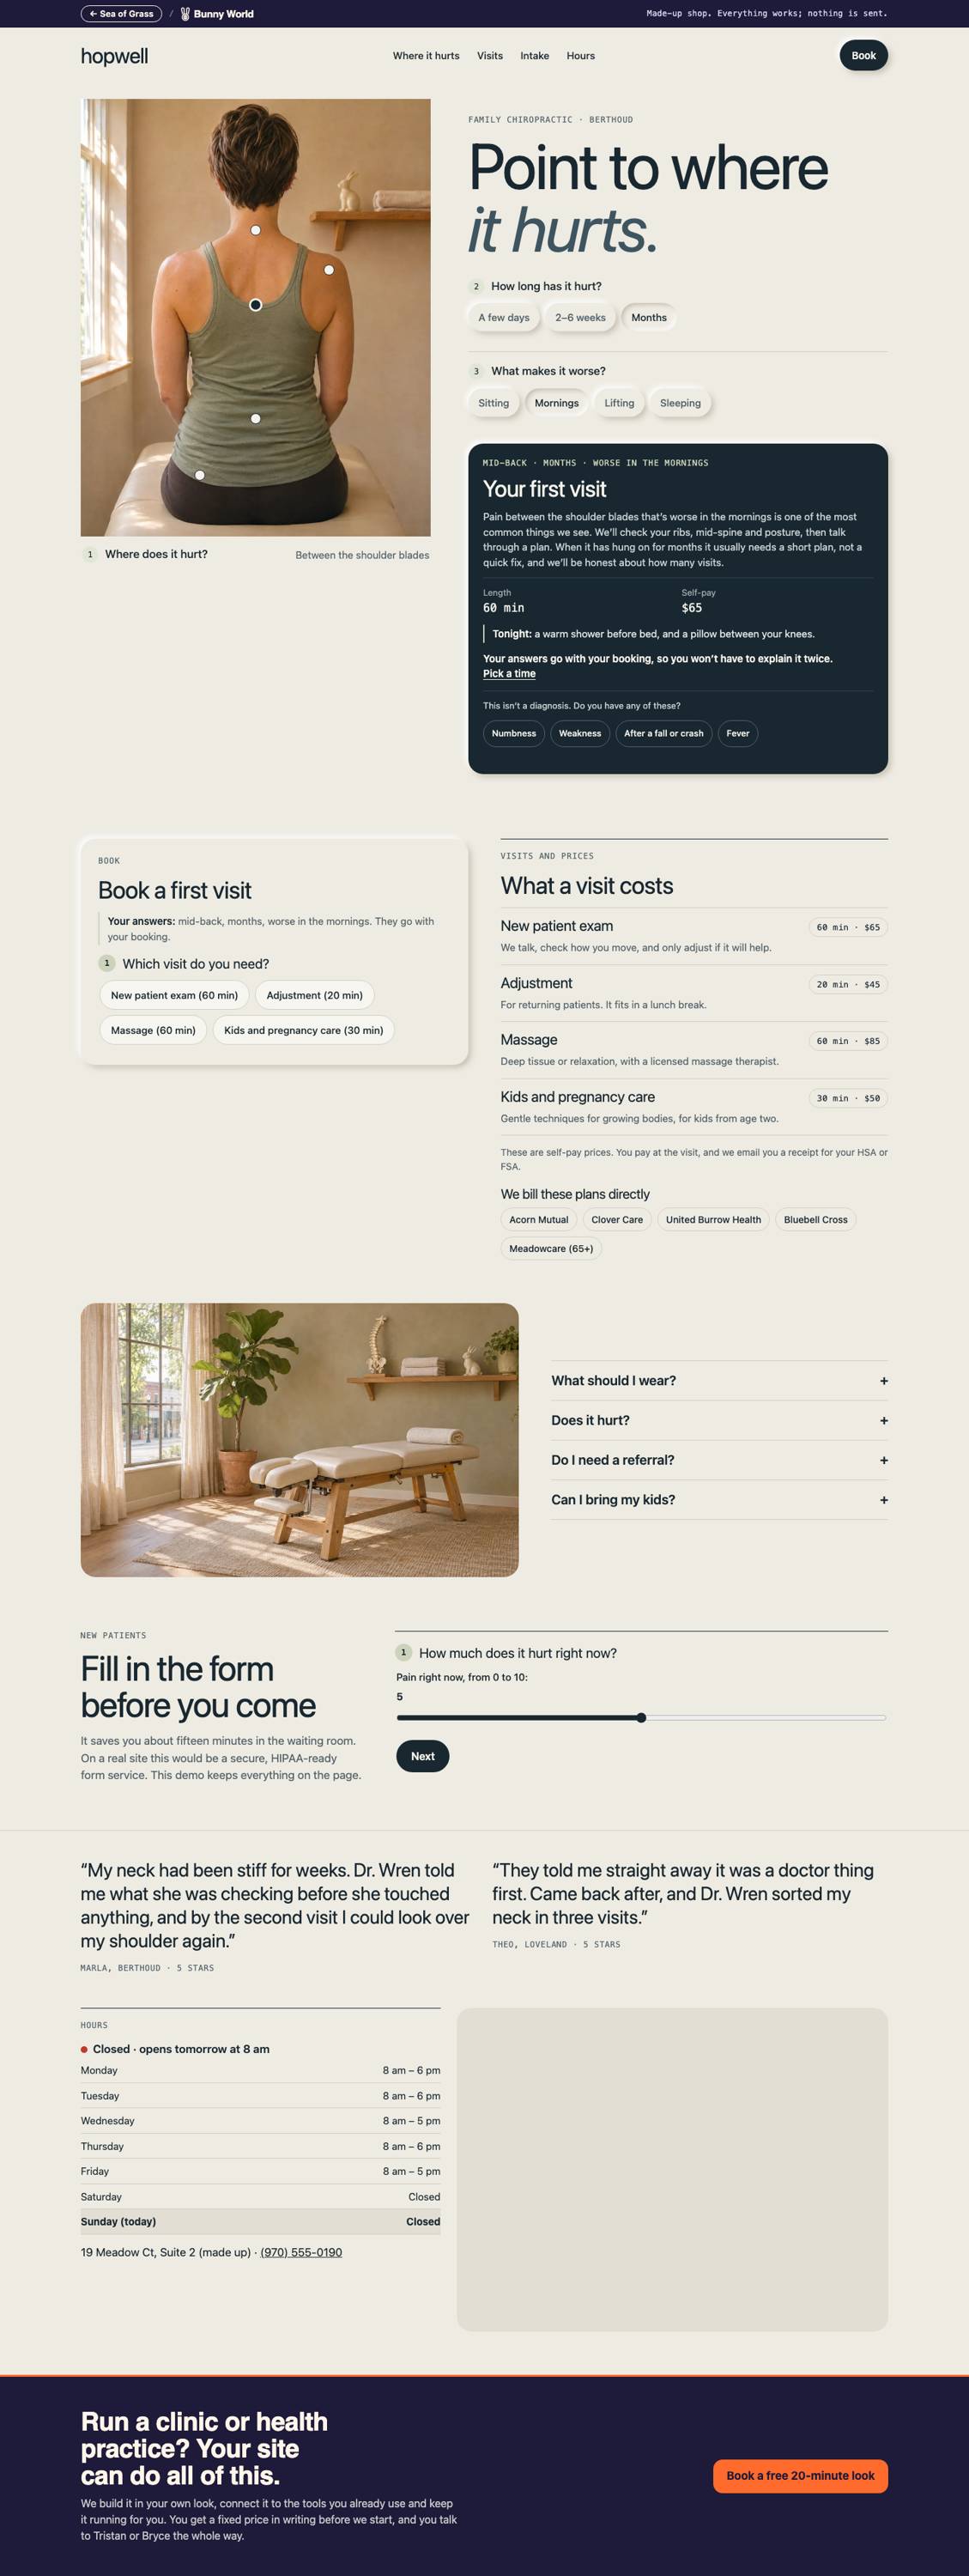 ← Sea of Grass / Bunny World
Made-up shop. Everything works; nothing is sent.
hopwell
Where it hurts Visits Intake Hours
Book
FAMILY CHIROPRACTIC · BERTHOUD
Point to where
it hurts.
2 How long has it hurt?
A few days 2–6 weeks Months
3 What makes it worse?
Sitting Mornings Lifting Sleeping
1 Where does it hurt? Between the shoulder blades
MID-BACK · MONTHS · WORSE IN THE MORNINGS
Your first visit
Pain between the shoulder blades that’s worse in the mornings is one of the most
common things we see. We’ll check your ribs, mid-spine and posture, then talk
through a plan. When it has hung on for months it usually needs a short plan, not a
quick fix, and we’ll be honest about how many visits.
Length Self-pay
60 min $65
Tonight: a warm shower before bed, and a pillow between your knees.
Your answers go with your booking, so you won’t have to explain it twice.
Pick a time
This isn’t a diagnosis. Do you have any of these?
Numbness Weakness After a fall or crash Fever
BOOK
Book a first visit
Your answers: mid-back, months, worse in the mornings. They go with
your booking.
1 Which visit do you need?
New patient exam (60 min) Adjustment (20 min)
Massage (60 min) Kids and pregnancy care (30 min)
VISITS AND PRICES
What a visit costs
New patient exam 60 min · $65
We talk, check how you move, and only adjust if it will help.
Adjustment 20 min · $45
For returning patients. It fits in a lunch break.
Massage 60 min · $85
Deep tissue or relaxation, with a licensed massage therapist.
Kids and pregnancy care 30 min · $50
Gentle techniques for growing bodies, for kids from age two.
These are self-pay prices. You pay at the visit, and we email you a receipt for your HSA or
FSA.
We bill these plans directly
Acorn Mutual Clover Care United Burrow Health Bluebell Cross
Meadowcare (65+)
What should I wear? +
Does it hurt? +
Do I need a referral? +
Can I bring my kids? +
NEW PATIENTS
Fill in the form
before you come
It saves you about fifteen minutes in the waiting room.
On a real site this would be a secure, HIPAA-ready
form service. This demo keeps everything on the page.
1 How much does it hurt right now?
Pain right now, from 0 to 10:
5
Next
“My neck had been stiff for weeks. Dr. Wren told
me what she was checking before she touched
anything, and by the second visit I could look over
my shoulder again.”
MARLA, BERTHOUD · 5 STARS
“They told me straight away it was a doctor thing
first. Came back after, and Dr. Wren sorted my
neck in three visits.”
THEO, LOVELAND · 5 STARS
HOURS
Closed · opens tomorrow at 8 am
Monday 8 am – 6 pm
Tuesday 8 am – 6 pm
Wednesday 8 am – 5 pm
Thursday 8 am – 6 pm
Friday 8 am – 5 pm
Saturday Closed
Sunday (today) Closed
19 Meadow Ct, Suite 2 (made up) · (970) 555-0190
Run a clinic or health
practice? Your site
can do all of this.
We build it in your own look, connect it to the tools you already use and keep
it running for you. You get a fixed price in writing before we start, and you talk
to Tristan or Bryce the whole way.
Book a free 20-minute look